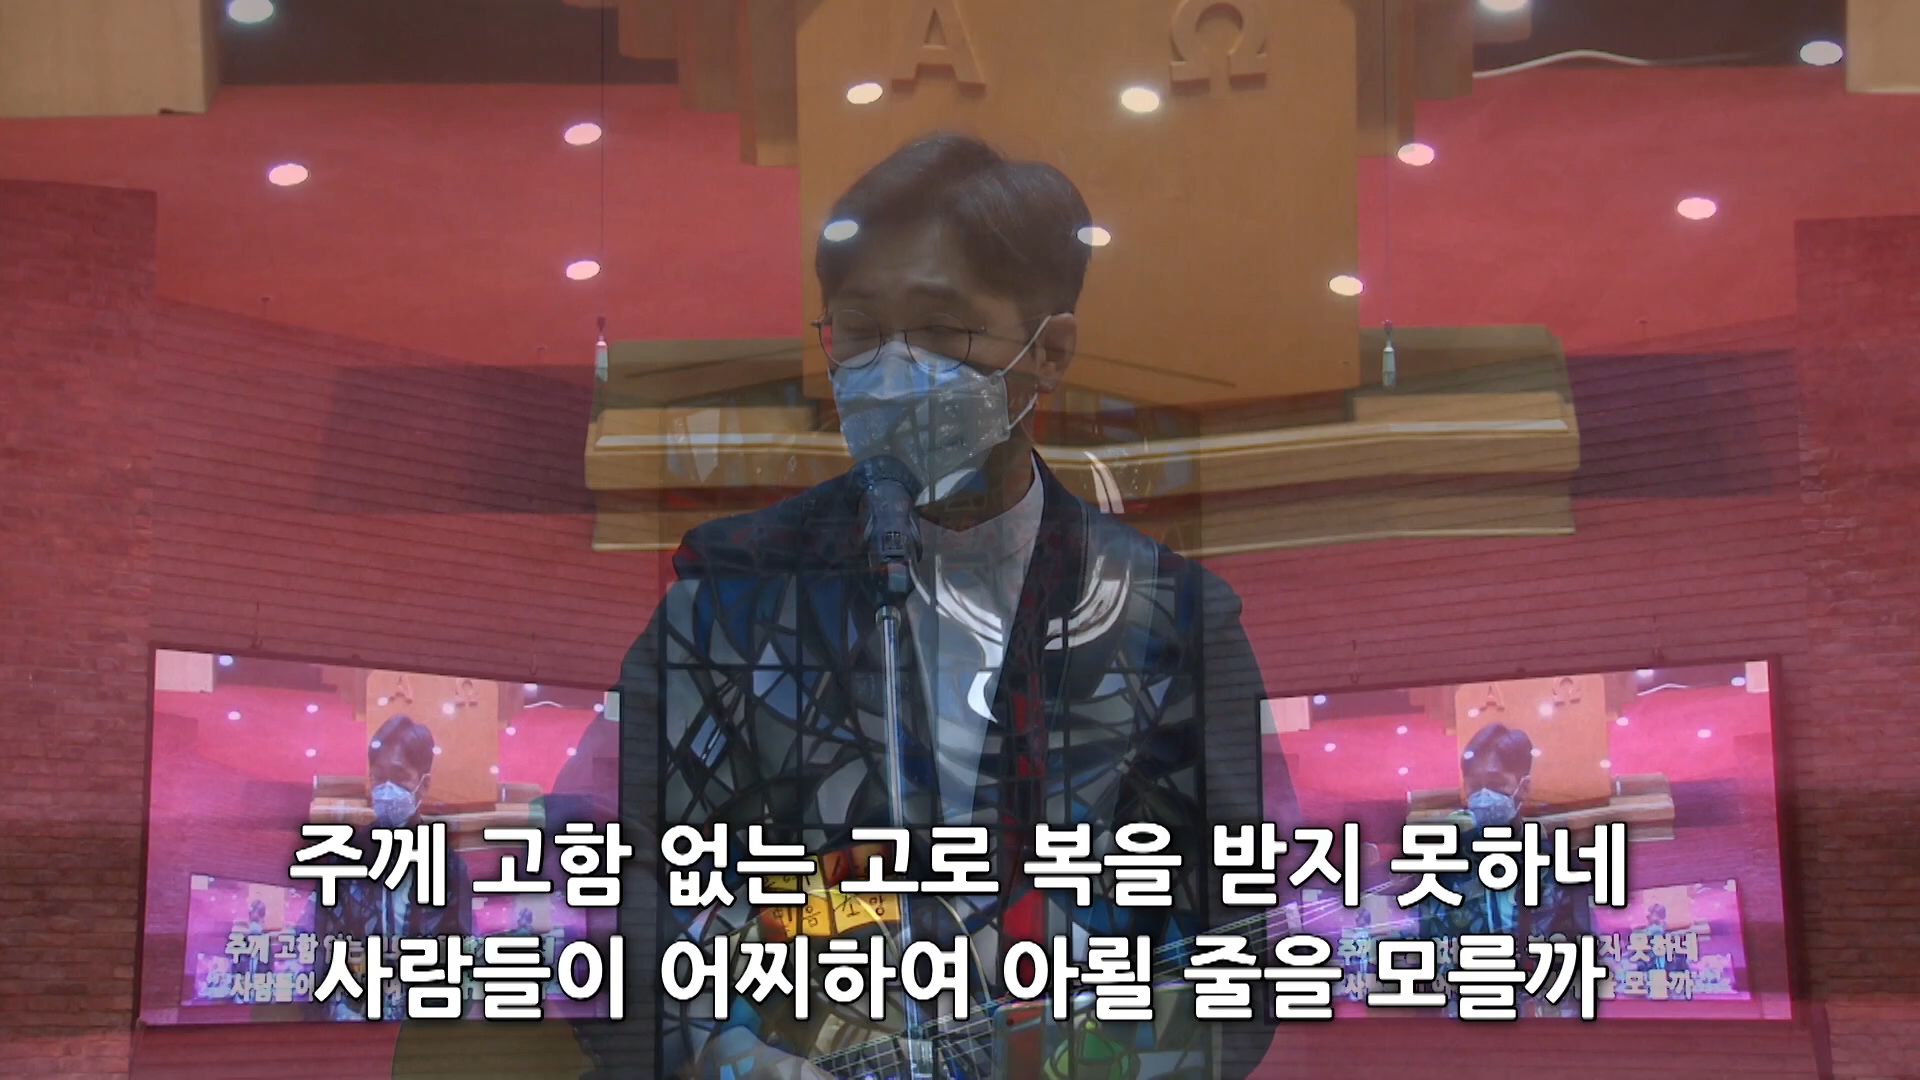 Α Ω
Α Ω
Α Ω
주께 고함 없는 고로 복을 받지 못하네
사람들이 어찌하여 아뢸 줄을 모를까